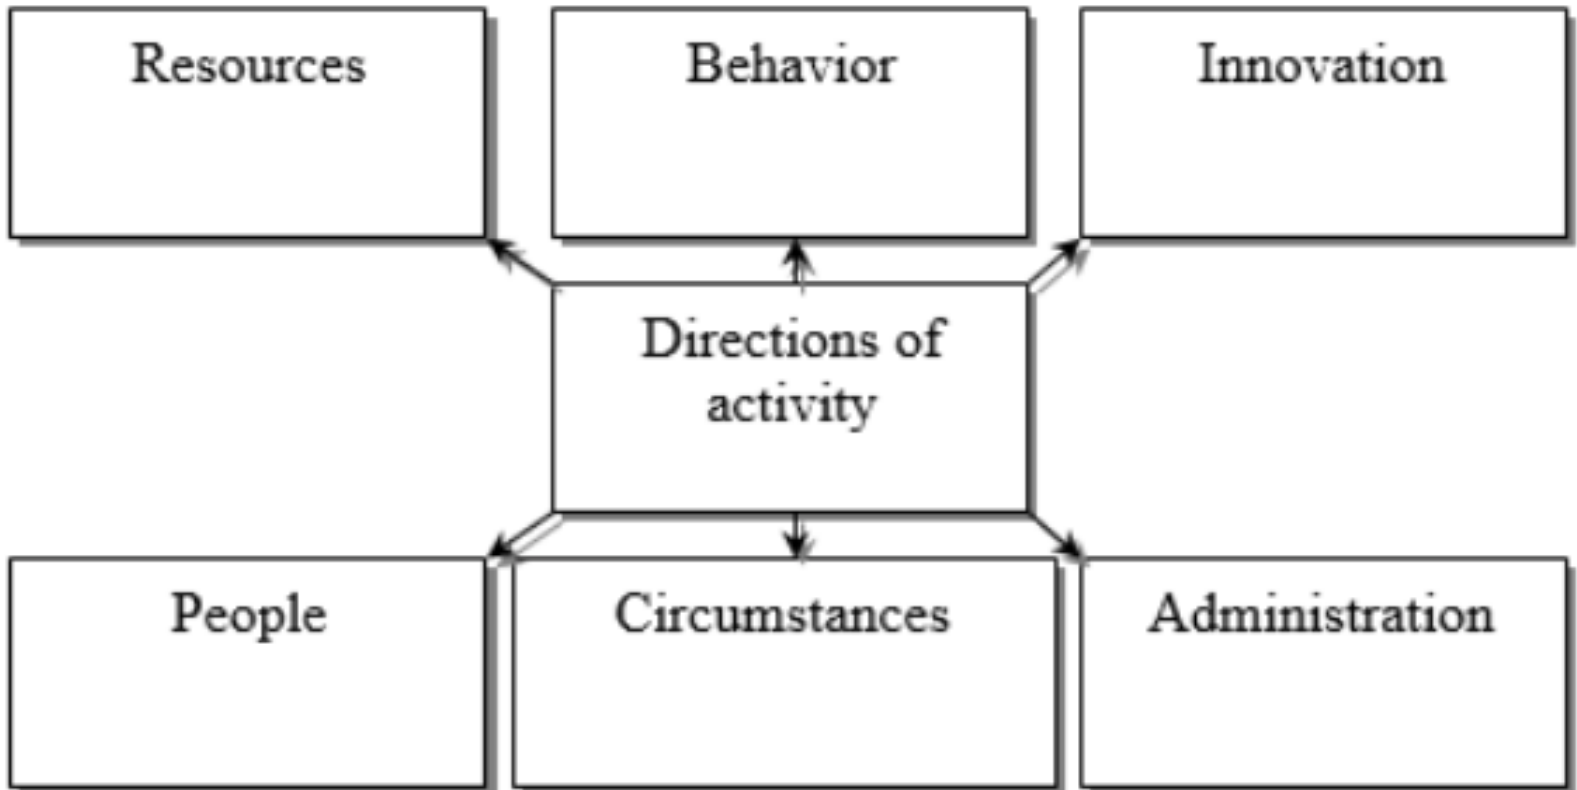 Resources
Behavior
Innovation
Directions of
activity
People
Circumstances
Administration